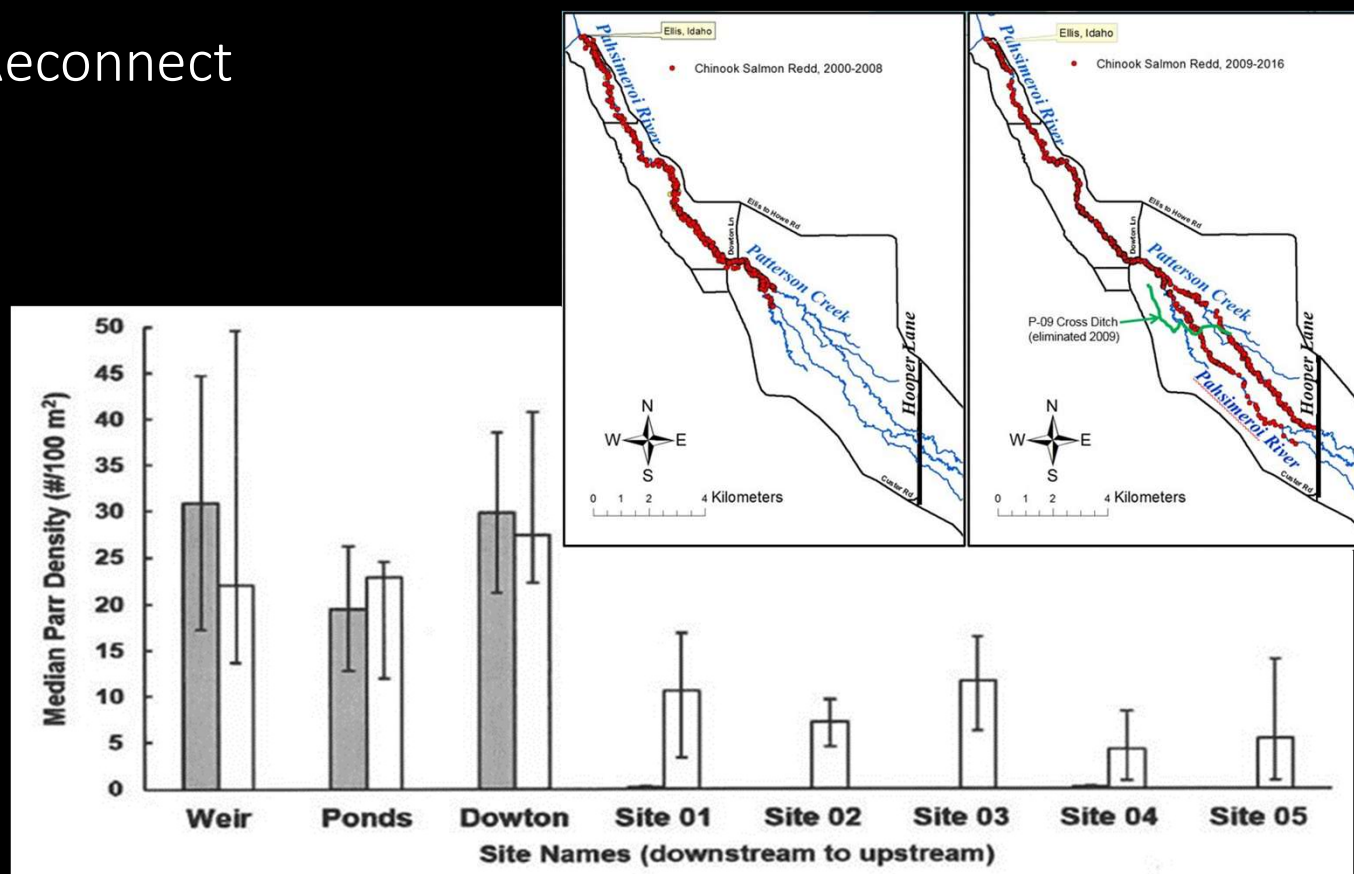 Reconnect
Ellis, Idaho
Chinook Salmon Redd, 2000-2008
Pahsimeroi River
Ellis to Howe Rd
Dowton Ln
Patterson Creek
Hooper Lane
N
W E
S
0 1 2 4 Kilometers
Custer Rd
Ellis, Idaho
Chinook Salmon Redd, 2009-2016
Pahsimeroi River
Ellis to Howe Rd
Dowton Ln
Patterson Creek
P-09 Cross Ditch
(eliminated 2009)
Hooper Lane
Pahsimeroi River
N
W E
S
0 1 2 4 Kilometers
Custer Rd
Median Parr Density (#/100 m²)
50
45
40
35
30
25
20
15
10
5
0
Weir Ponds Dowton Site 01 Site 02 Site 03 Site 04 Site 05
Site Names (downstream to upstream)